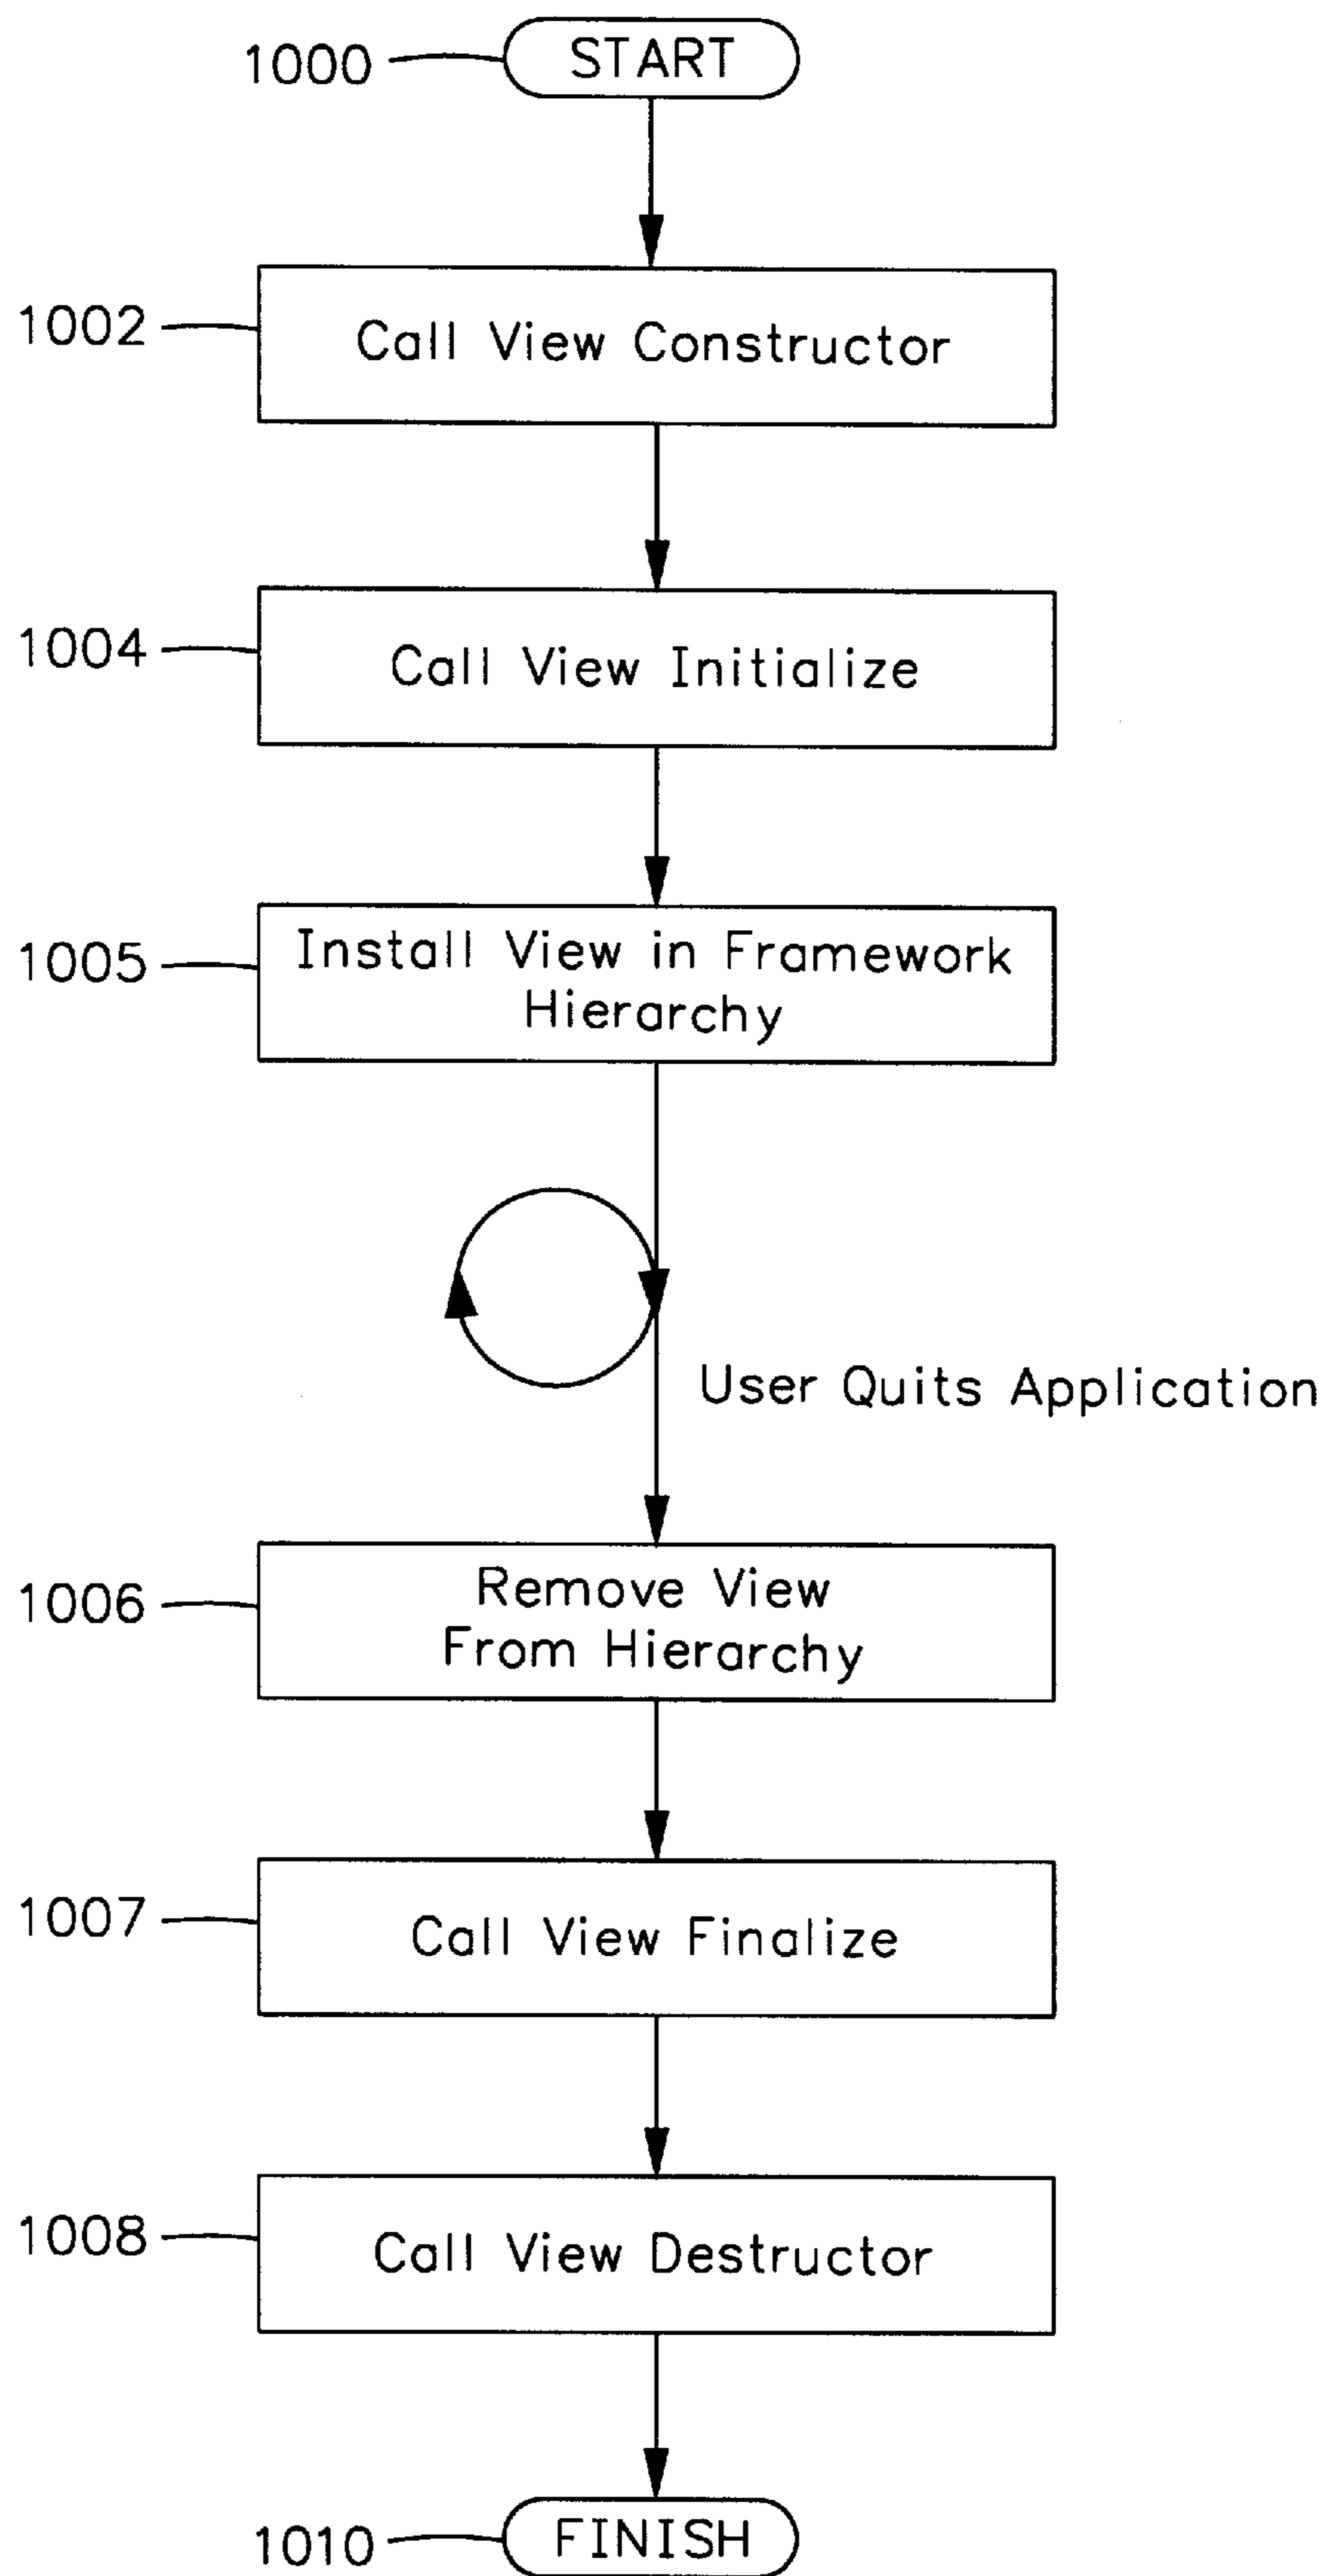 1000 START
1002 Call View Constructor
1004 Call View Initialize
1005 Install View in Framework
Hierarchy
User Quits Application
1006 Remove View
From Hierarchy
1007 Call View Finalize
1008 Call View Destructor
1010 FINISH